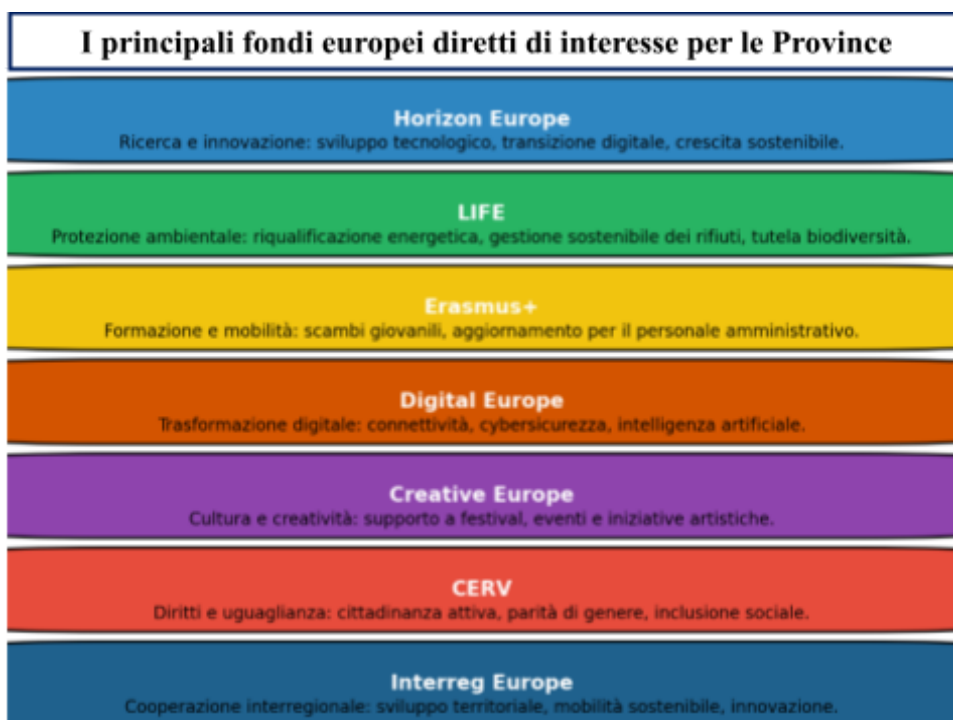 I principali fondi europei diretti di interesse per le Province
Horizon Europe
Ricerca e innovazione: sviluppo tecnologico, transizione digitale, crescita sostenibile.
LIFE
Protezione ambientale: riqualificazione energetica, gestione sostenibile dei rifiuti, tutela biodiversità.
Erasmus+
Formazione e mobilità: scambi giovanili, aggiornamento per il personale amministrativo.
Digital Europe
Trasformazione digitale: connettività, cybersicurezza, intelligenza artificiale.
Creative Europe
Cultura e creatività: supporto a festival, eventi e iniziative artistiche.
CERV
Diritti e uguaglianza: cittadinanza attiva, parità di genere, inclusione sociale.
Interreg Europe
Cooperazione interregionale: sviluppo territoriale, mobilità sostenibile, innovazione.